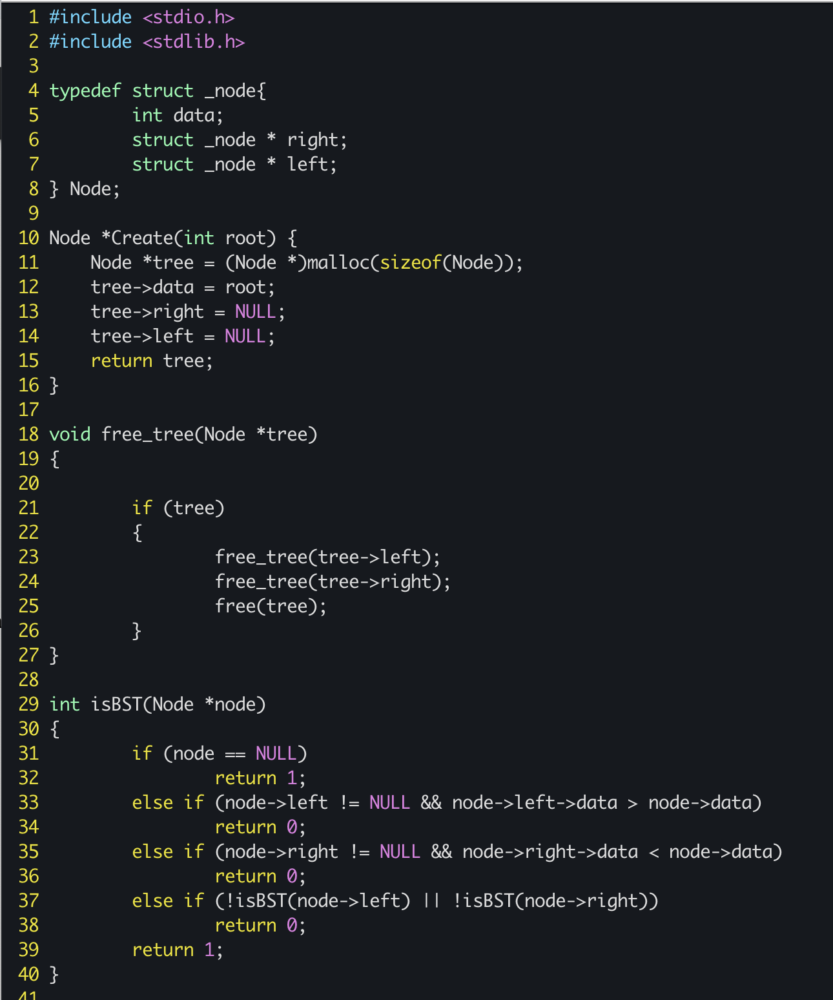 1 #include <stdio.h>
2 #include <stdlib.h>
3
4 typedef struct _node{
5         int data;
6         struct _node * right;
7         struct _node * left;
8 } Node;
9
10 Node *Create(int root) {
11     Node *tree = (Node *)malloc(sizeof(Node));
12     tree->data = root;
13     tree->right = NULL;
14     tree->left = NULL;
15     return tree;
16 }
17
18 void free_tree(Node *tree)
19 {
20
21         if (tree)
22         {
23                 free_tree(tree->left);
24                 free_tree(tree->right);
25                 free(tree);
26         }
27 }
28
29 int isBST(Node *node)
30 {
31         if (node == NULL)
32                 return 1;
33         else if (node->left != NULL && node->left->data > node->data)
34                 return 0;
35         else if (node->right != NULL && node->right->data < node->data)
36                 return 0;
37         else if (!isBST(node->left) || !isBST(node->right))
38                 return 0;
39         return 1;
40 }
41